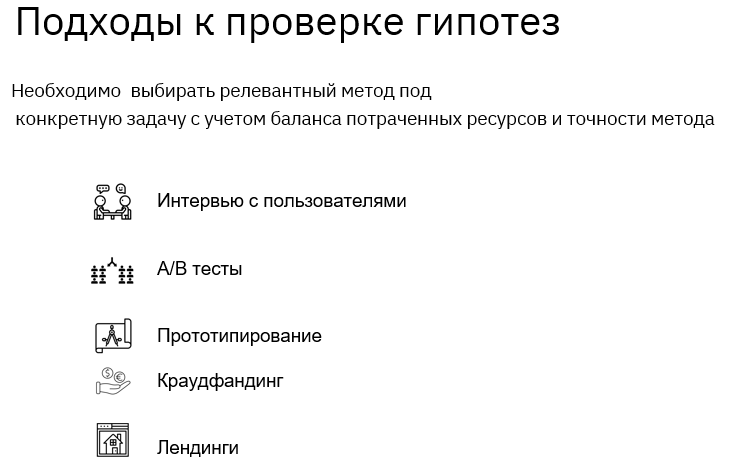 Подходы к проверке гипотез
Необходимо  выбирать релевантный метод под
конкретную задачу с учетом баланса потраченных ресурсов и точности метода
Интервью с пользователями
А/В тесты
Прототипирование
Краудфандинг
Лендинги